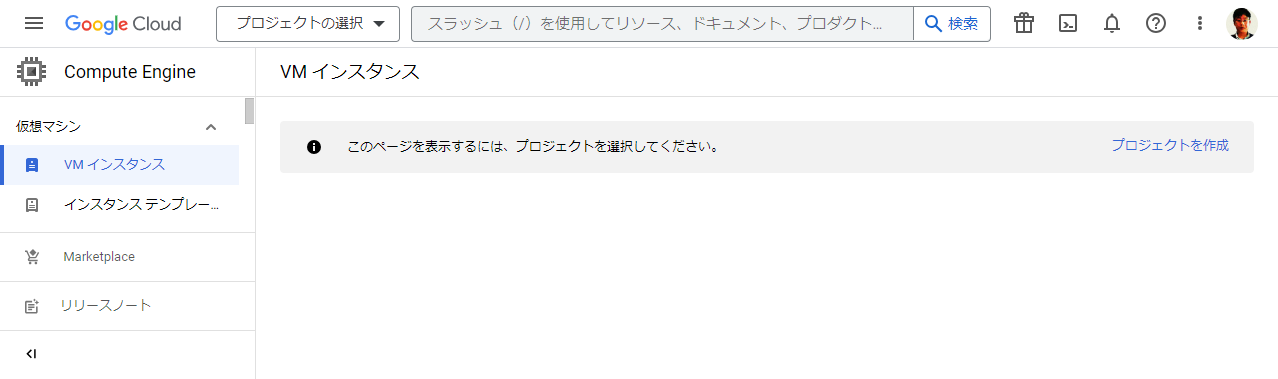 Google Cloud
プロジェクトの選択
スラッシュ（/）を使用してリソース、ドキュメント、プロダクト…
検索
Compute Engine
VM インスタンス
仮想マシン
VM インスタンス
インスタンス テンプレー…
Marketplace
リリースノート
このページを表示するには、プロジェクトを選択してください。
プロジェクトを作成